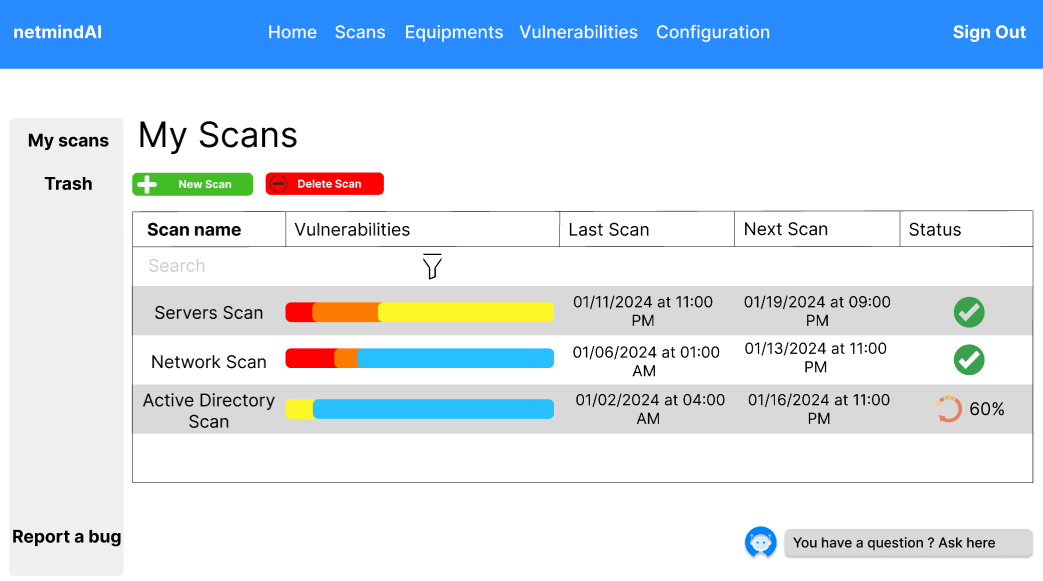 netmindAI
Home Scans Equipments Vulnerabilities Configuration
Sign Out
My scans
Trash
Report a bug
My Scans
New Scan
Delete Scan
Scan name Vulnerabilities Last Scan Next Scan Status
Search
Servers Scan
01/11/2024 at 11:00
PM
01/19/2024 at 09:00
PM
Network Scan
01/06/2024 at 01:00
AM
01/13/2024 at 11:00
PM
Active Directory
Scan
01/02/2024 at 04:00
AM
01/16/2024 at 11:00
PM
60%
You have a question ? Ask here